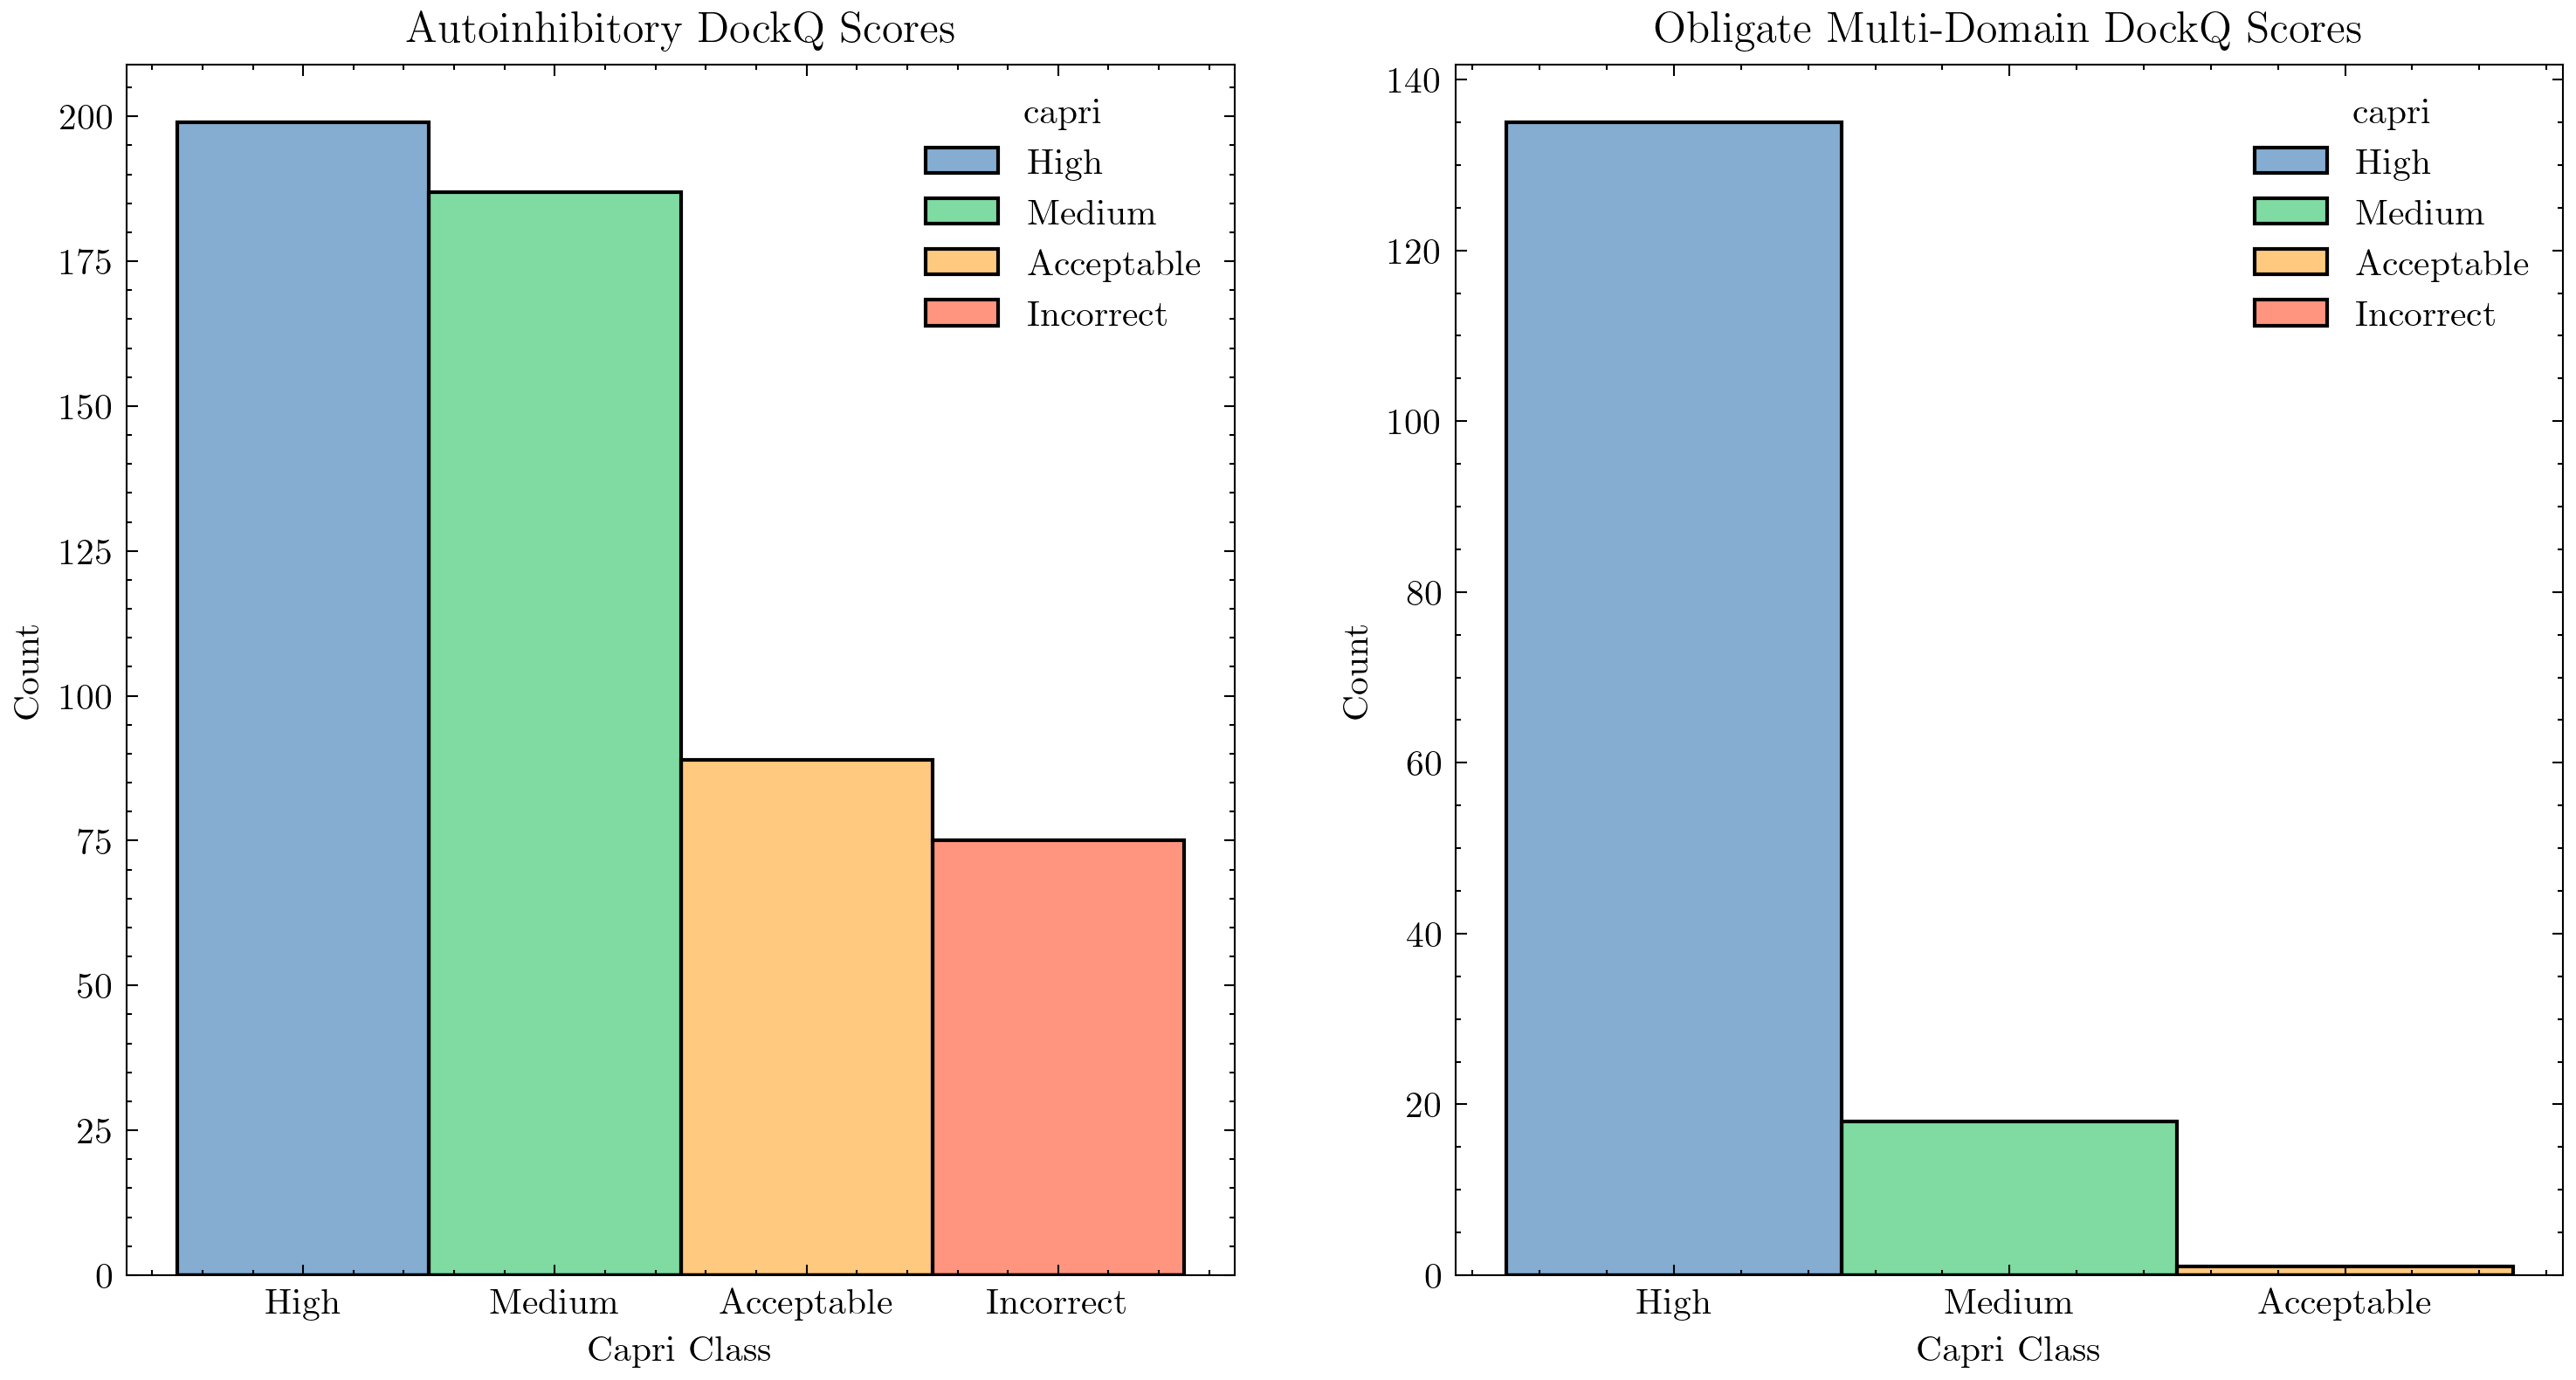 Autoinhibitory DockQ Scores
200
175
150
125
100
75
50
25
0
Count
High
Medium
Acceptable
Incorrect
Capri Class
capri
High
Medium
Acceptable
Incorrect
Obligate Multi-Domain DockQ Scores
140
120
100
80
60
40
20
0
Count
High
Medium
Acceptable
Capri Class
capri
High
Medium
Acceptable
Incorrect